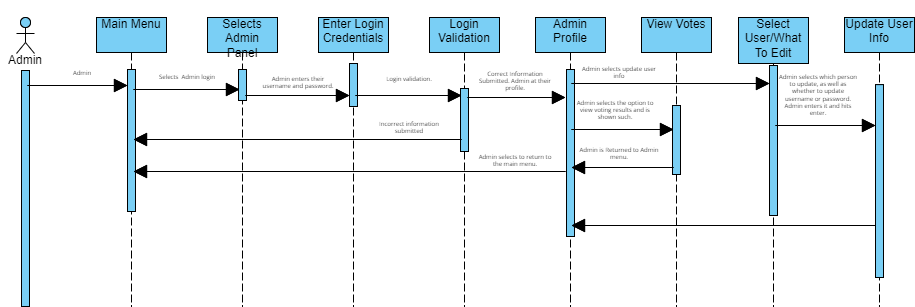 Main Menu
Selects
Admin
Panel
Enter Login
Credentials
Login
Validation
Admin
Profile
View Votes
Select
User/What
To Edit
Update User
Info
Admin
Admin
Selects Admin login
Admin enters their
username and password.
Login validation.
Correct information
Submitted. Admin at their
profile.
Admin selects update user
info
Admin selects which person
to update, as well as
whether to update
username or password.
Admin enters it and hits
enter.
Admin selects the option to
view voting results and is
shown such.
Incorrect information
submitted
Admin selects to return to
the main menu.
Admin is Returned to Admin
menu.